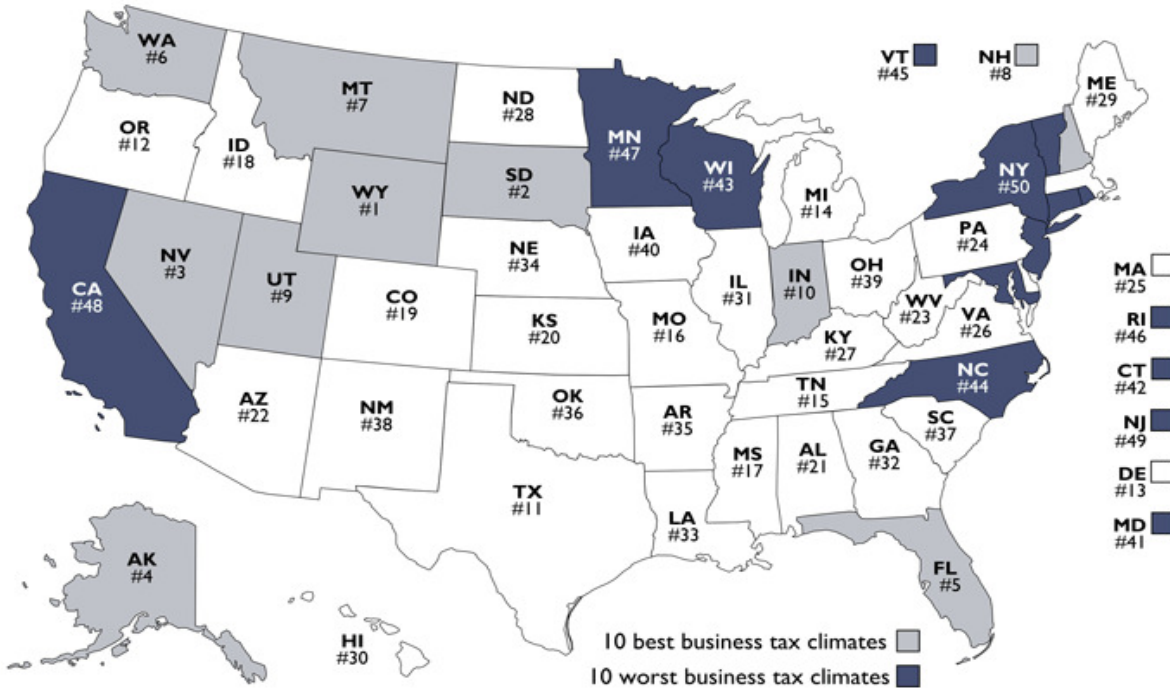 WA
#6
VT
#45
NH
#8
ME
#29
MT
#7
ND
#28
OR
#12
ID
#18
MN
#47
WI
#43
NY
#50
WY
#1
SD
#2
MI
#14
PA
#24
NV
#3
UT
#9
NE
#34
IA
#40
IL
#31
IN
#10
OH
#39
MA
#25
CA
#48
CO
#19
KS
#20
MO
#16
WV
#23
VA
#26
KY
#27
RI
#46
CT
#42
NC
#44
TN
#15
AZ
#22
NM
#38
OK
#36
AR
#35
SC
#37
NJ
#49
MS
#17
AL
#21
GA
#32
DE
#13
TX
#11
LA
#33
MD
#41
AK
#4
FL
#5
HI
#30
10 best business tax climates
10 worst business tax climates